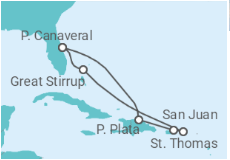 P. Canaveral
Great Stirrup
San Juan
P. Plata
St. Thomas